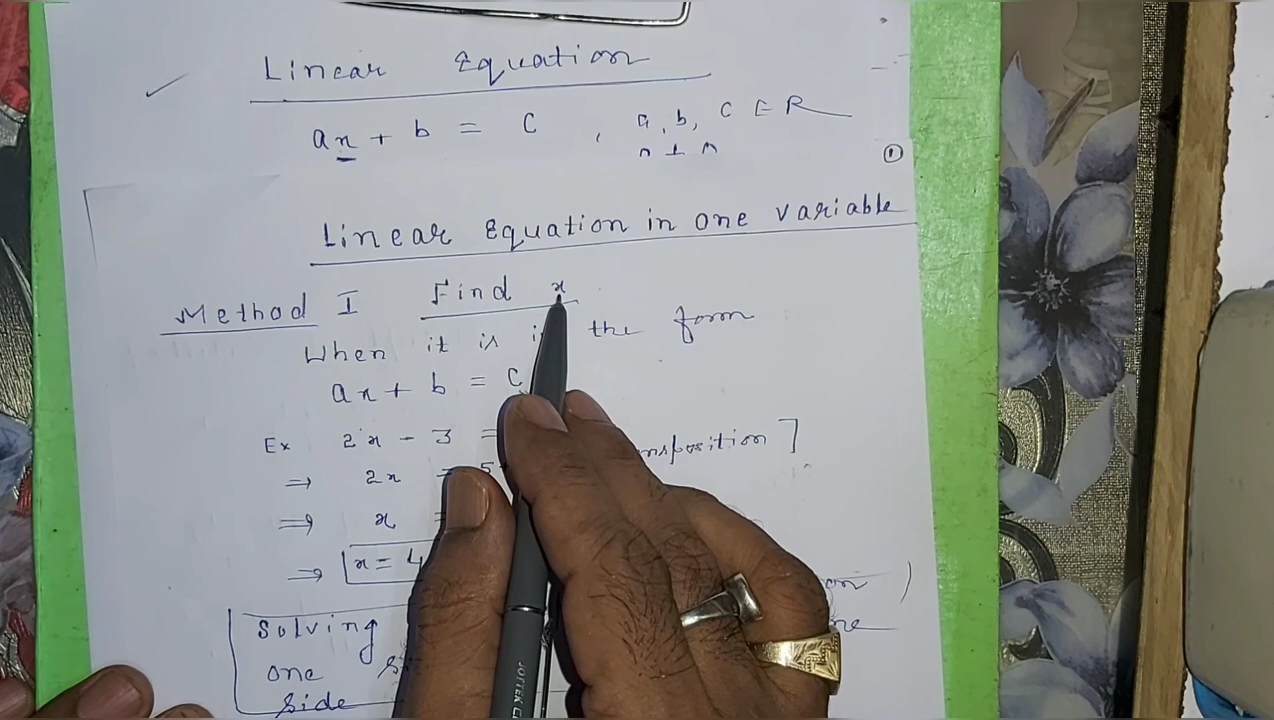 Linear Equation
ax + b = C , a, b, C ∈ R
①
Linear Equation in one variable
Method I Find x
When it is in the form
ax + b = C
Ex 2x - 3 =
⇒ 2x = 5
⇒ x =
⇒ x = 4
Solving
one
side